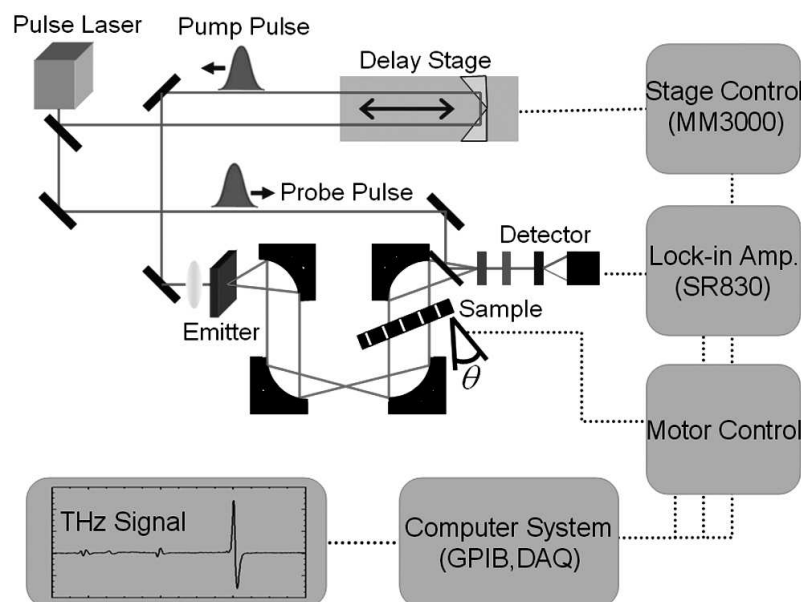 Pulse Laser
Pump Pulse
Delay Stage
Stage Control
(MM3000)
Probe Pulse
Detector
Lock-in Amp.
(SR830)
Emitter
Sample
θ
Motor Control
THz Signal
Computer System
(GPIB,DAQ)